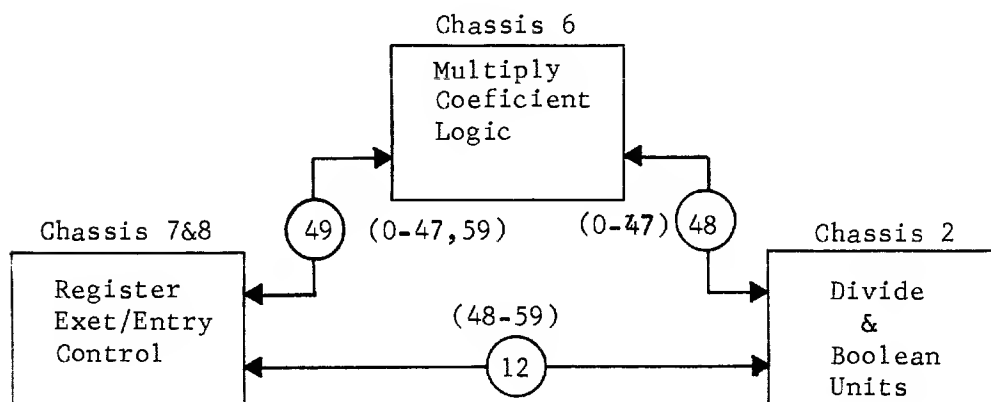 Chassis 6
Multiply
Coeficient
Logic
49
(0-47,59)
(0-47)
48
Chassis 7&8
Register
Exet/Entry
Control
Chassis 2
Divide
&
Boolean
Units
(48-59)
12